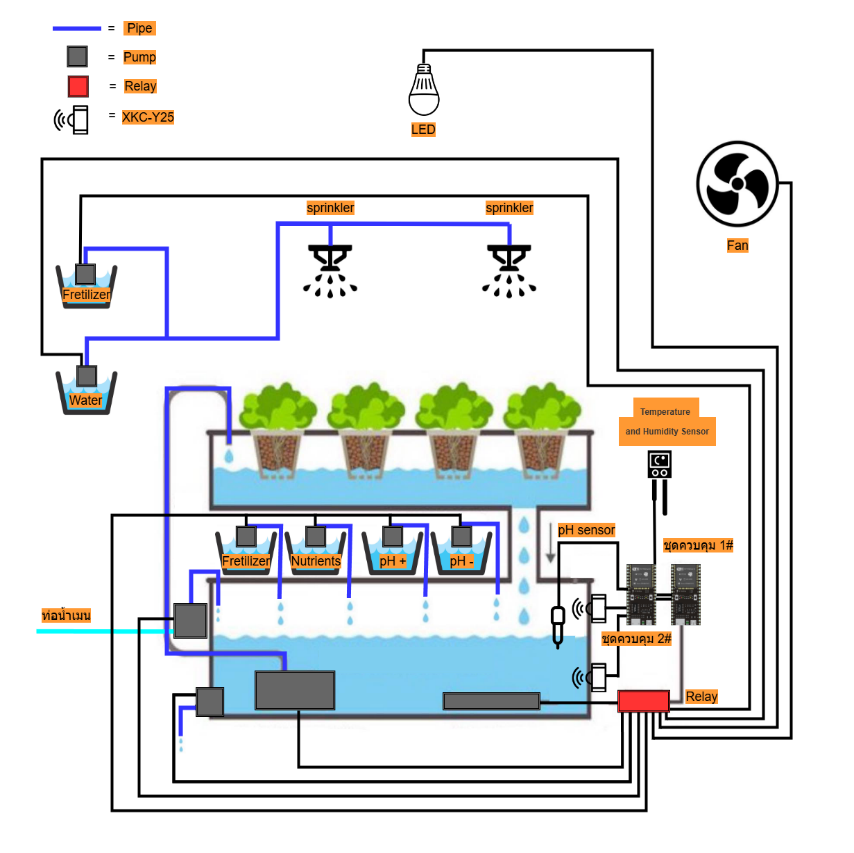 = Pipe
= Pump
= Relay
= XKC-Y25
LED
Fan
sprinkler
sprinkler
Fretilizer
Water
Temperature
and Humidity Sensor
pH sensor
ชุดควบคุม 1#
Fretilizer
Nutrients
pH +
pH -
ท่อน้ำเมน
ชุดควบคุม 2#
Relay